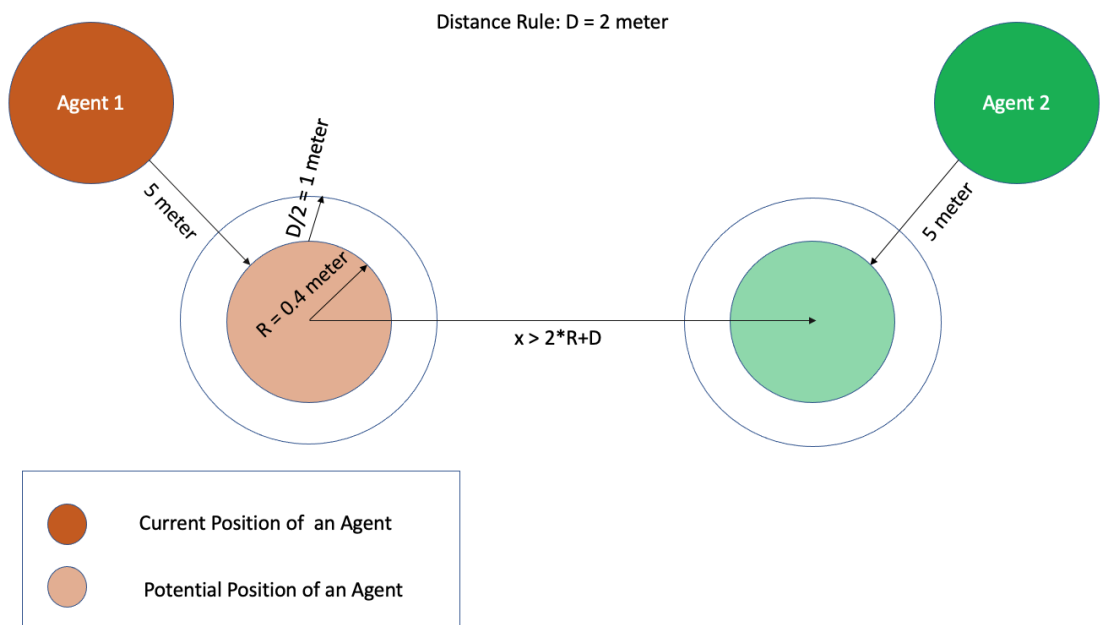 Distance Rule: D = 2 meter
Agent 1
Agent 2
5 meter
D/2 = 1 meter
5 meter
R = 0.4 meter
x > 2*R+D
Current Position of an Agent
Potential Position of an Agent